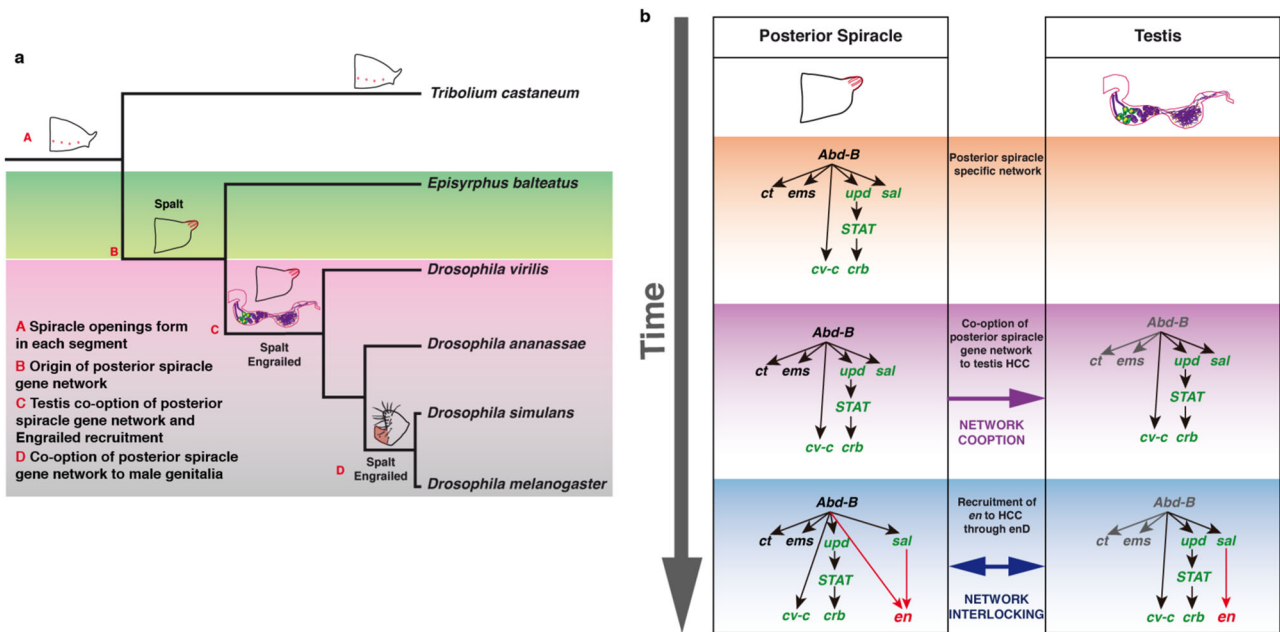 a
Tribolium castaneum
A
Episyrphus balteatus
Spalt
B
Drosophila virilis
C
Spalt
Engrailed
Drosophila ananassae
Drosophila simulans
Spalt
Engrailed
D
Drosophila melanogaster
A Spiracle openings form
in each segment
B Origin of posterior spiracle
gene network
C Testis co-option of posterior
spiracle gene network and
Engrailed recruitment
D Co-option of posterior spiracle
gene network to male genitalia
b
Time
Posterior Spiracle
Testis
Abd-B
ct ems upd sal
STAT
cv-c crb
Posterior spiracle
specific network
Abd-B
ct ems upd sal
STAT
cv-c crb
Co-option of
posterior spiracle
gene network
to testis HCC
NETWORK
COOPTION
Abd-B
ct ems upd sal
STAT
cv-c crb
Abd-B
ct ems upd sal
STAT
cv-c crb en
Recruitment of
en to HCC
through enD
NETWORK
INTERLOCKING
Abd-B
ct ems upd sal
STAT
cv-c crb en